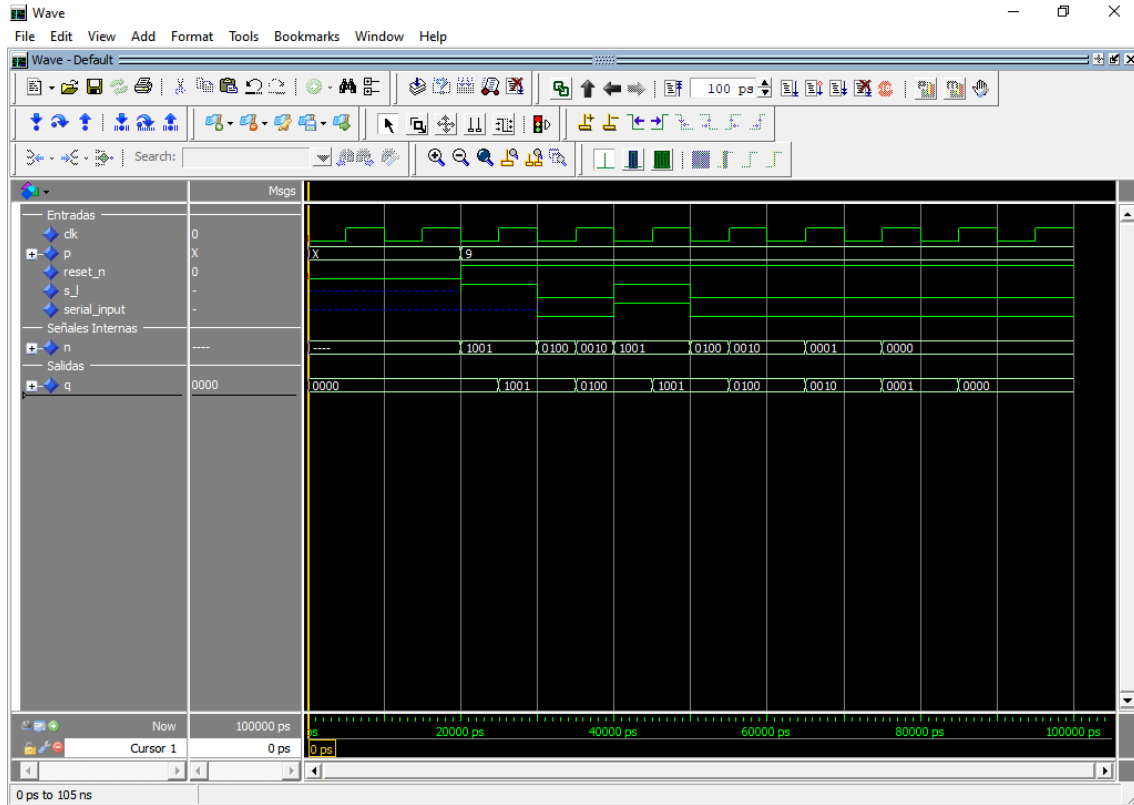 Wave
File Edit View Add Format Tools Bookmarks Window Help
Wave - Default
100 ps
Search:
Msgs
Entradas
clk 0
p X X 9
reset_n 0
s_l -
serial_input -
Señales Internas
n ---- ---- 1001 0100 0010 1001 0100 0010 0001 0000
Salidas
q 0000 0000 1001 0100 1001 0100 0010 0001 0000
Now 100000 ps ps 20000 ps 40000 ps 60000 ps 80000 ps 100000 ps
Cursor 1 0 ps 0 ps
0 ps to 105 ns